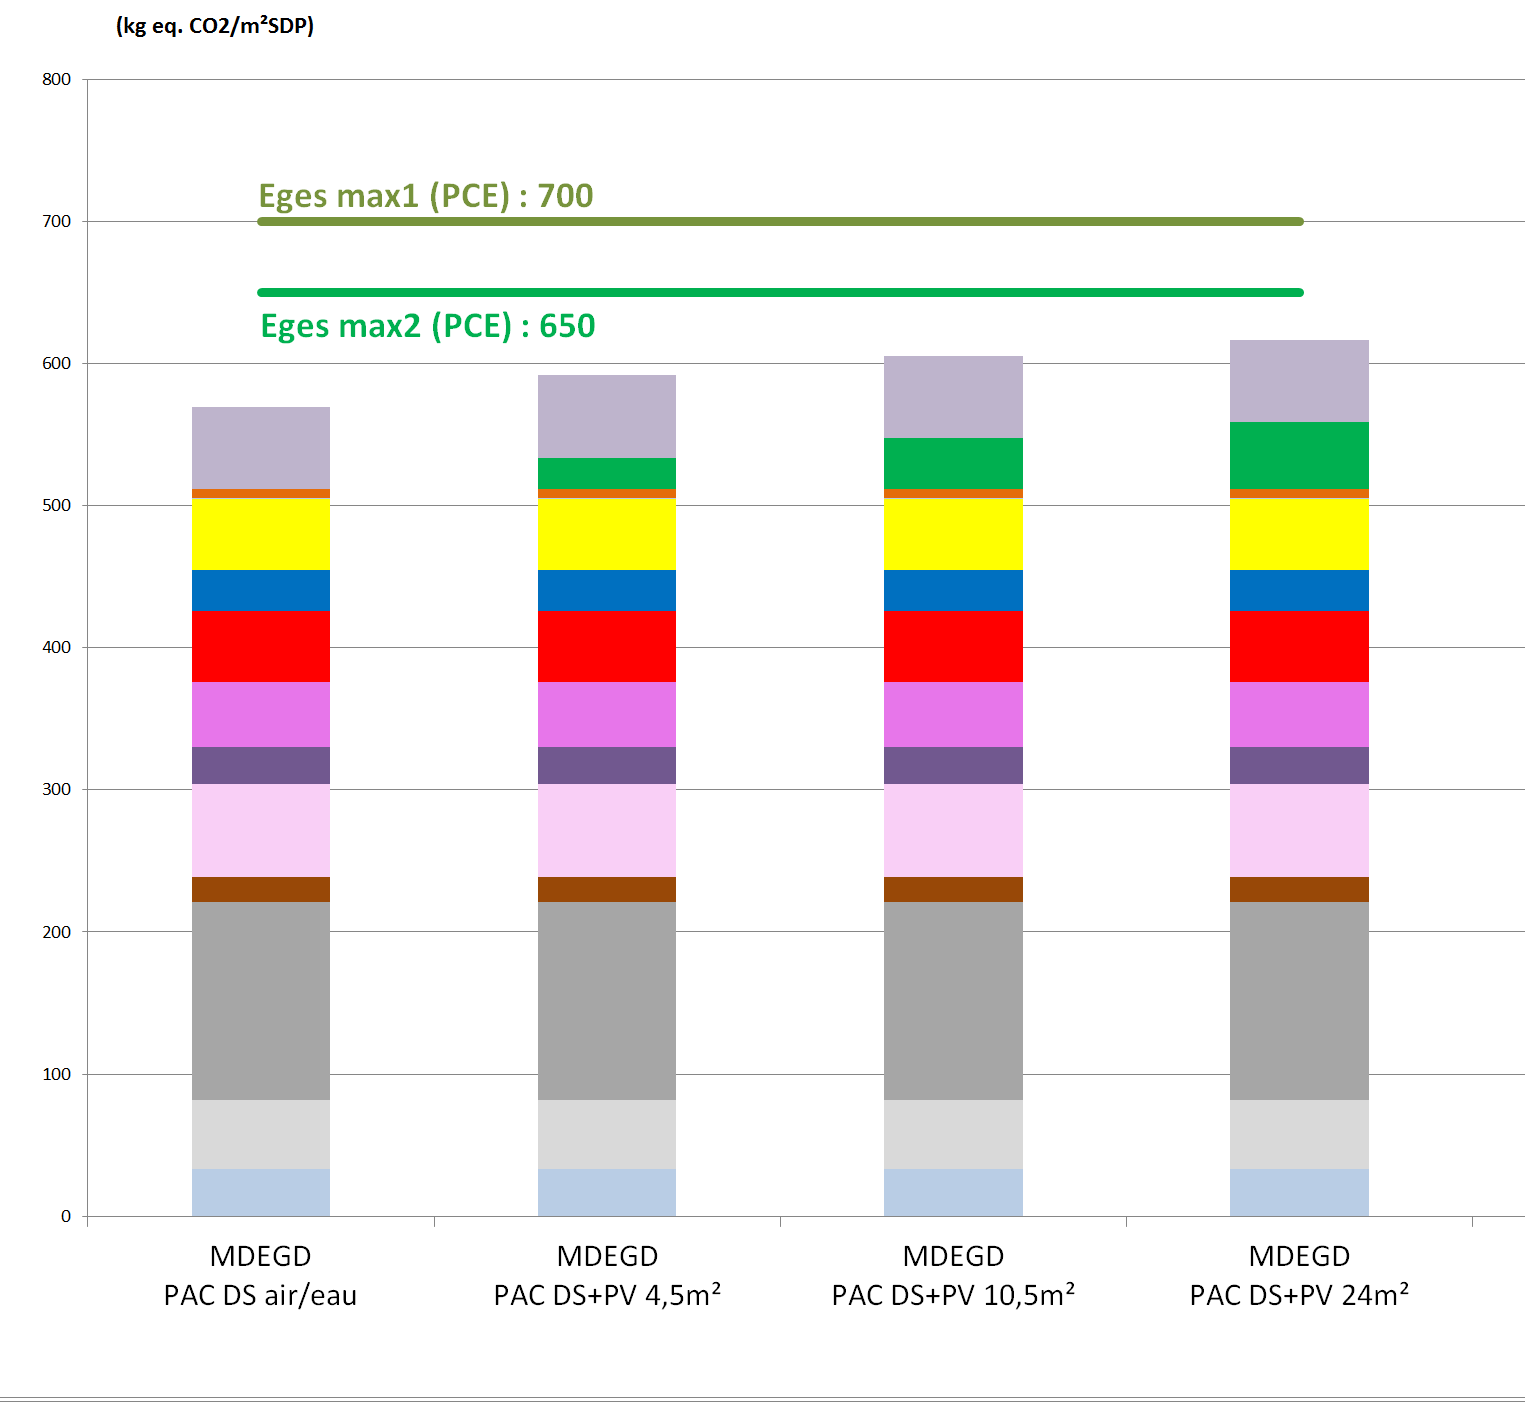 (kg eq. CO2/m²SDP)
800
Eges max1 (PCE) : 700
700
Eges max2 (PCE) : 650
600
500
400
300
200
100
0
MDEGD
PAC DS air/eau
MDEGD
PAC DS+PV 4,5m²
MDEGD
PAC DS+PV 10,5m²
MDEGD
PAC DS+PV 24m²